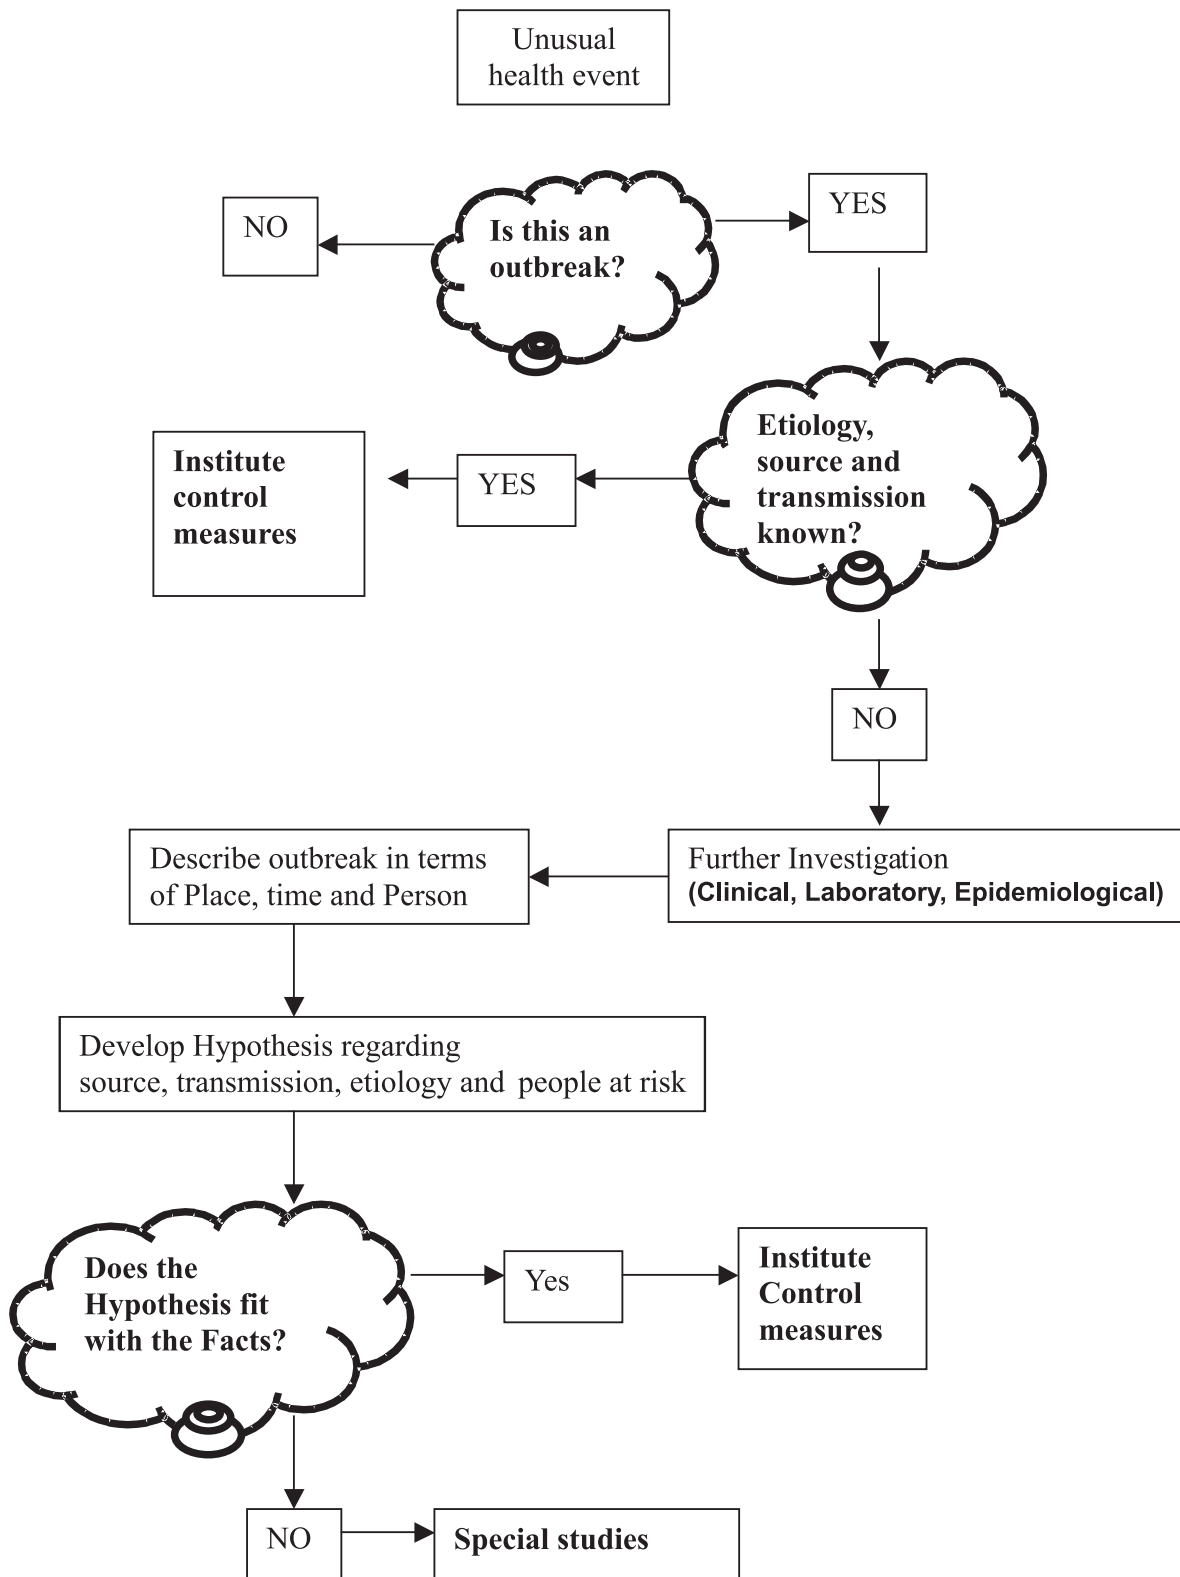 Unusual
health event
NO
Is this an
outbreak?
YES
Etiology,
source and
transmission
known?
YES
Institute
control
measures
NO
Further Investigation
(Clinical, Laboratory, Epidemiological)
Describe outbreak in terms
of Place, time and Person
Develop Hypothesis regarding
source, transmission, etiology and people at risk
Does the
Hypothesis fit
with the Facts?
Yes
Institute
Control
measures
NO
Special studies